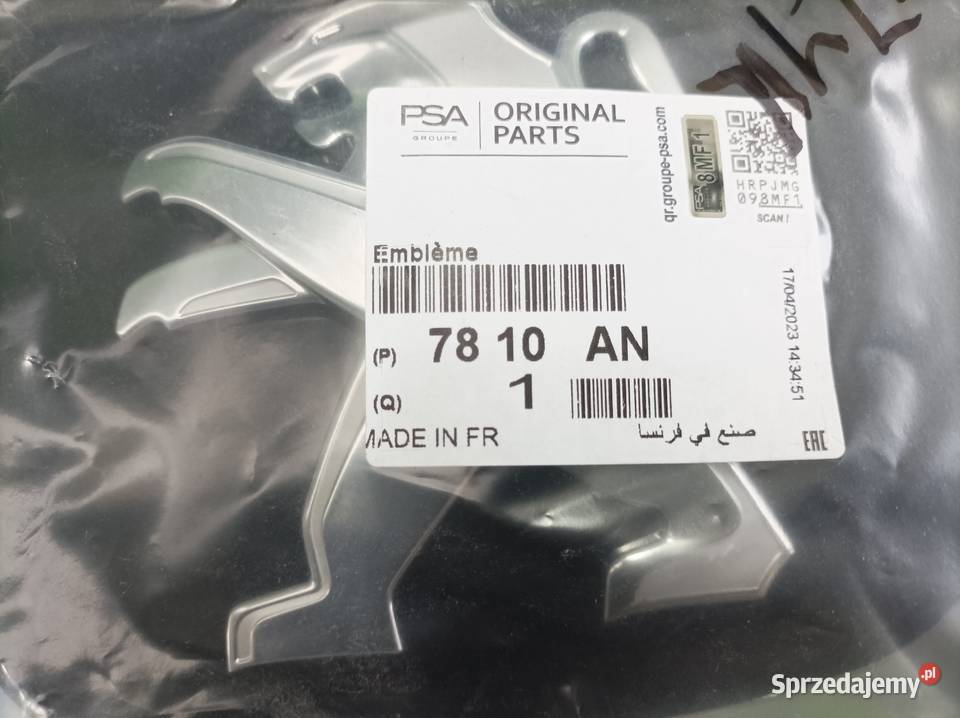 PSA
GROUPE
ORIGINAL
PARTS
qr.groupe-psa.com
PSA 8MF1
HRPJMG
098MF1
SCAN!
Emblème
17/04/2023 14:34:51
(P) 78 10 AN
(Q) 1
MADE IN FR
صنع في فرنسا
EAC
Sprzedajemy.pl